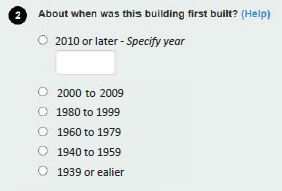 2 About when was this building first built? (Help)
2010 or later - Specify year
2000 to 2009
1980 to 1999
1960 to 1979
1940 to 1959
1939 or ealier